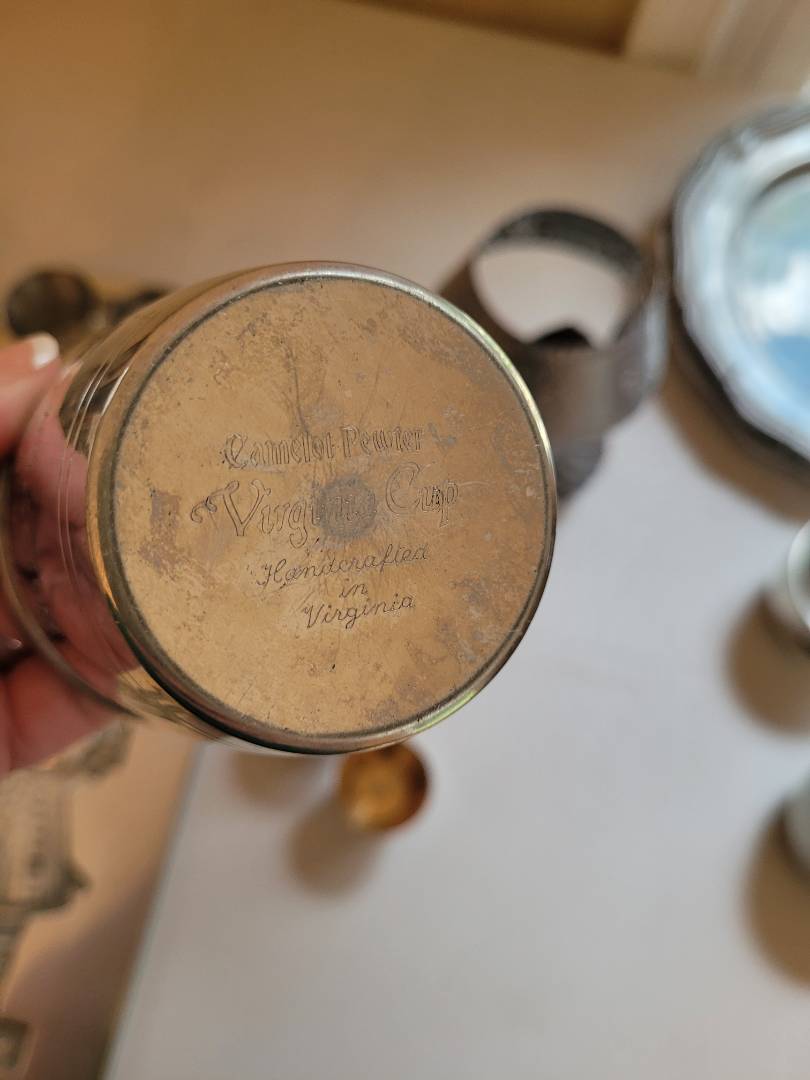 Camelot Pewter
Virginia Cup
Handcrafted
in
Virginia